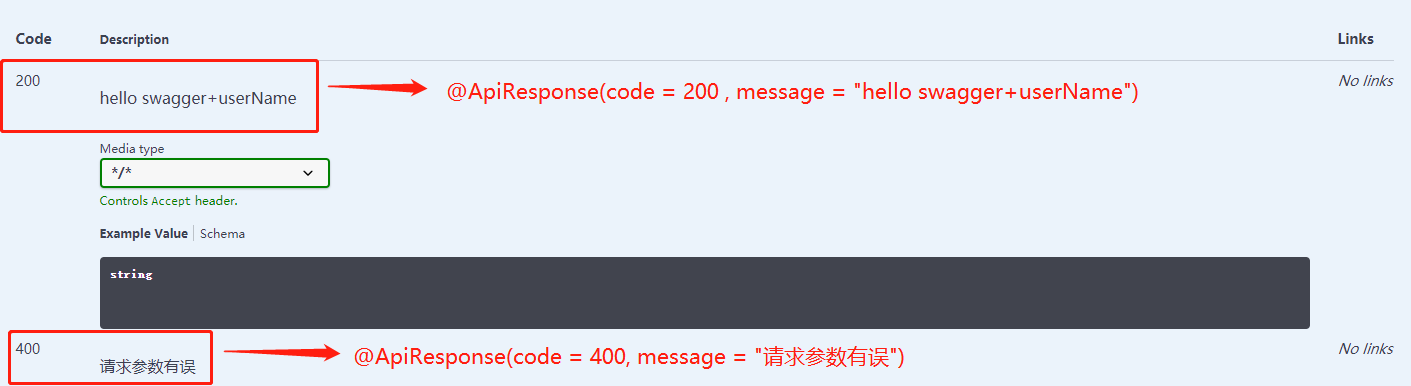 Code Description Links
200 hello swagger+userName @ApiResponse(code = 200 , message = "hello swagger+userName") No links
Media type
*/*
Controls Accept header.
Example Value Schema
string
400 请求参数有误 @ApiResponse(code = 400, message = "请求参数有误") No links